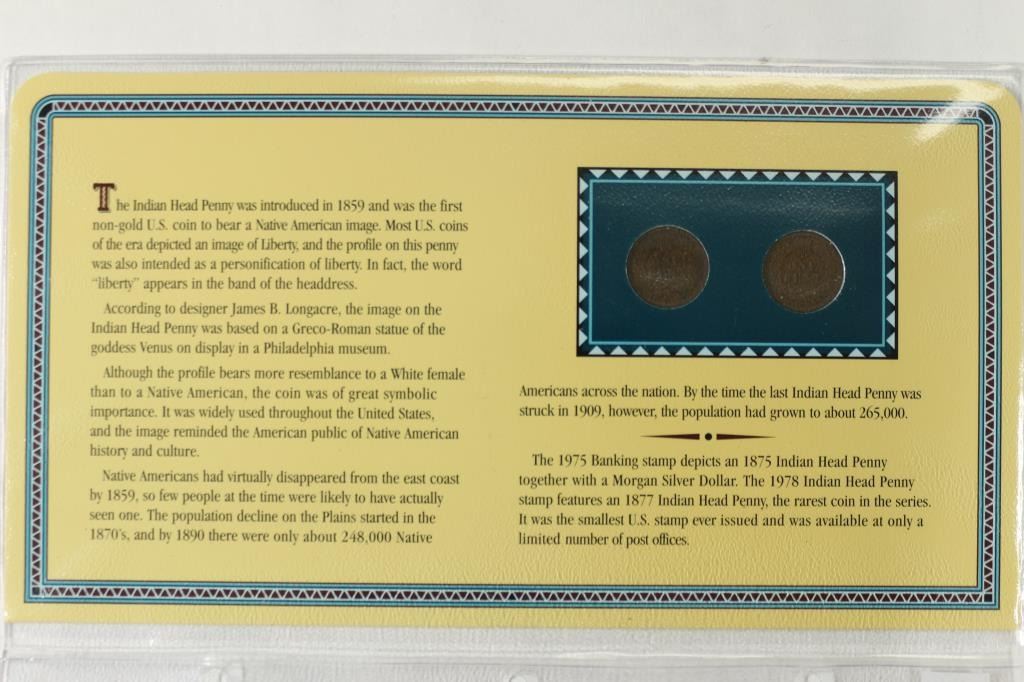 The Indian Head Penny was introduced in 1859 and was the first
non-gold U.S. coin to bear a Native American image. Most U.S. coins
of the era depicted an image of Liberty, and the profile on this penny
was also intended as a personification of liberty. In fact, the word
“liberty” appears in the band of the headdress.
According to designer James B. Longacre, the image on the
Indian Head Penny was based on a Greco-Roman statue of the
goddess Venus on display in a Philadelphia museum.
Although the profile bears more resemblance to a White female
than to a Native American, the coin was of great symbolic
importance. It was widely used throughout the United States,
and the image reminded the American public of Native American
history and culture.
Native Americans had virtually disappeared from the east coast
by 1859, so few people at the time were likely to have actually
seen one. The population decline on the Plains started in the
1870's, and by 1890 there were only about 248,000 Native
Americans across the nation. By the time the last Indian Head Penny was
struck in 1909, however, the population had grown to about 265,000.
The 1975 Banking stamp depicts an 1875 Indian Head Penny
together with a Morgan Silver Dollar. The 1978 Indian Head Penny
stamp features an 1877 Indian Head Penny, the rarest coin in the series.
It was the smallest U.S. stamp ever issued and was available at only a
limited number of post offices.